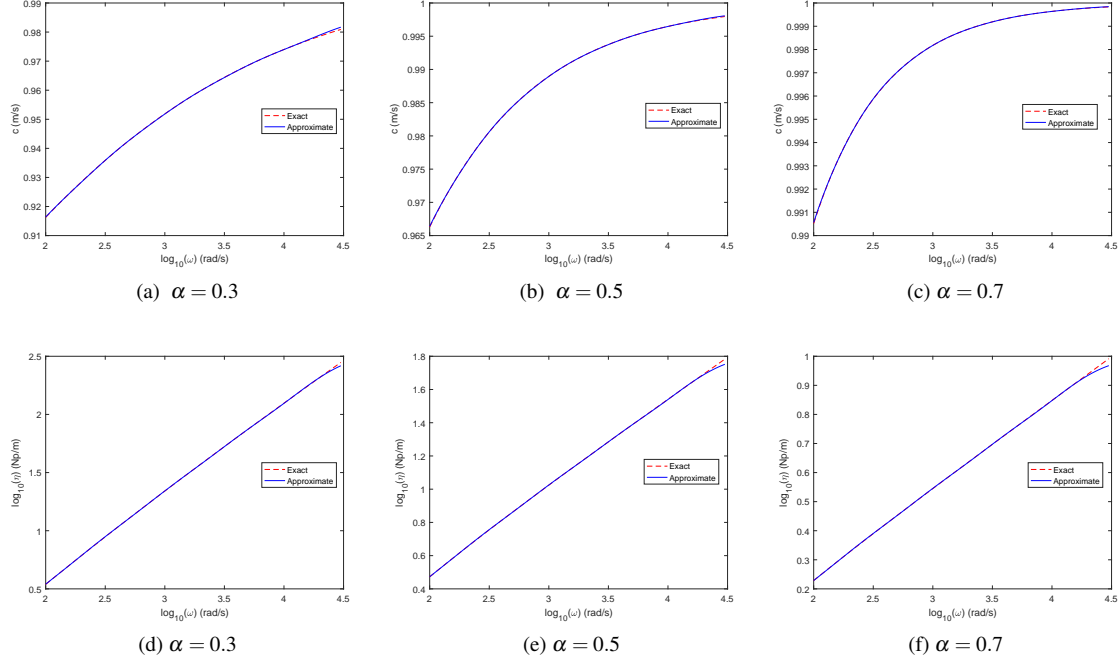 0.99
0.98
0.97
0.96
0.95
0.94
0.93
0.92
0.91
c (m/s)
2 2.5 3 3.5 4 4.5
log10(ω) (rad/s)
Exact
Approximate
(a) α = 0.3
1
0.995
0.99
0.985
0.98
0.975
0.97
0.965
c (m/s)
2 2.5 3 3.5 4 4.5
log10(ω) (rad/s)
Exact
Approximate
(b) α = 0.5
1
0.999
0.998
0.997
0.996
0.995
0.994
0.993
0.992
0.991
0.99
c (m/s)
2 2.5 3 3.5 4 4.5
log10(ω) (rad/s)
Exact
Approximate
(c) α = 0.7
2.5
2
1.5
1
0.5
log10(η) (Np/m)
2 2.5 3 3.5 4 4.5
log10(ω) (rad/s)
Exact
Approximate
(d) α = 0.3
1.8
1.6
1.4
1.2
1
0.8
0.6
0.4
log10(η) (Np/m)
2 2.5 3 3.5 4 4.5
log10(ω) (rad/s)
Exact
Approximate
(e) α = 0.5
1
0.9
0.8
0.7
0.6
0.5
0.4
0.3
0.2
log10(η) (Np/m)
2 2.5 3 3.5 4 4.5
log10(ω) (rad/s)
Exact
Approximate
(f) α = 0.7